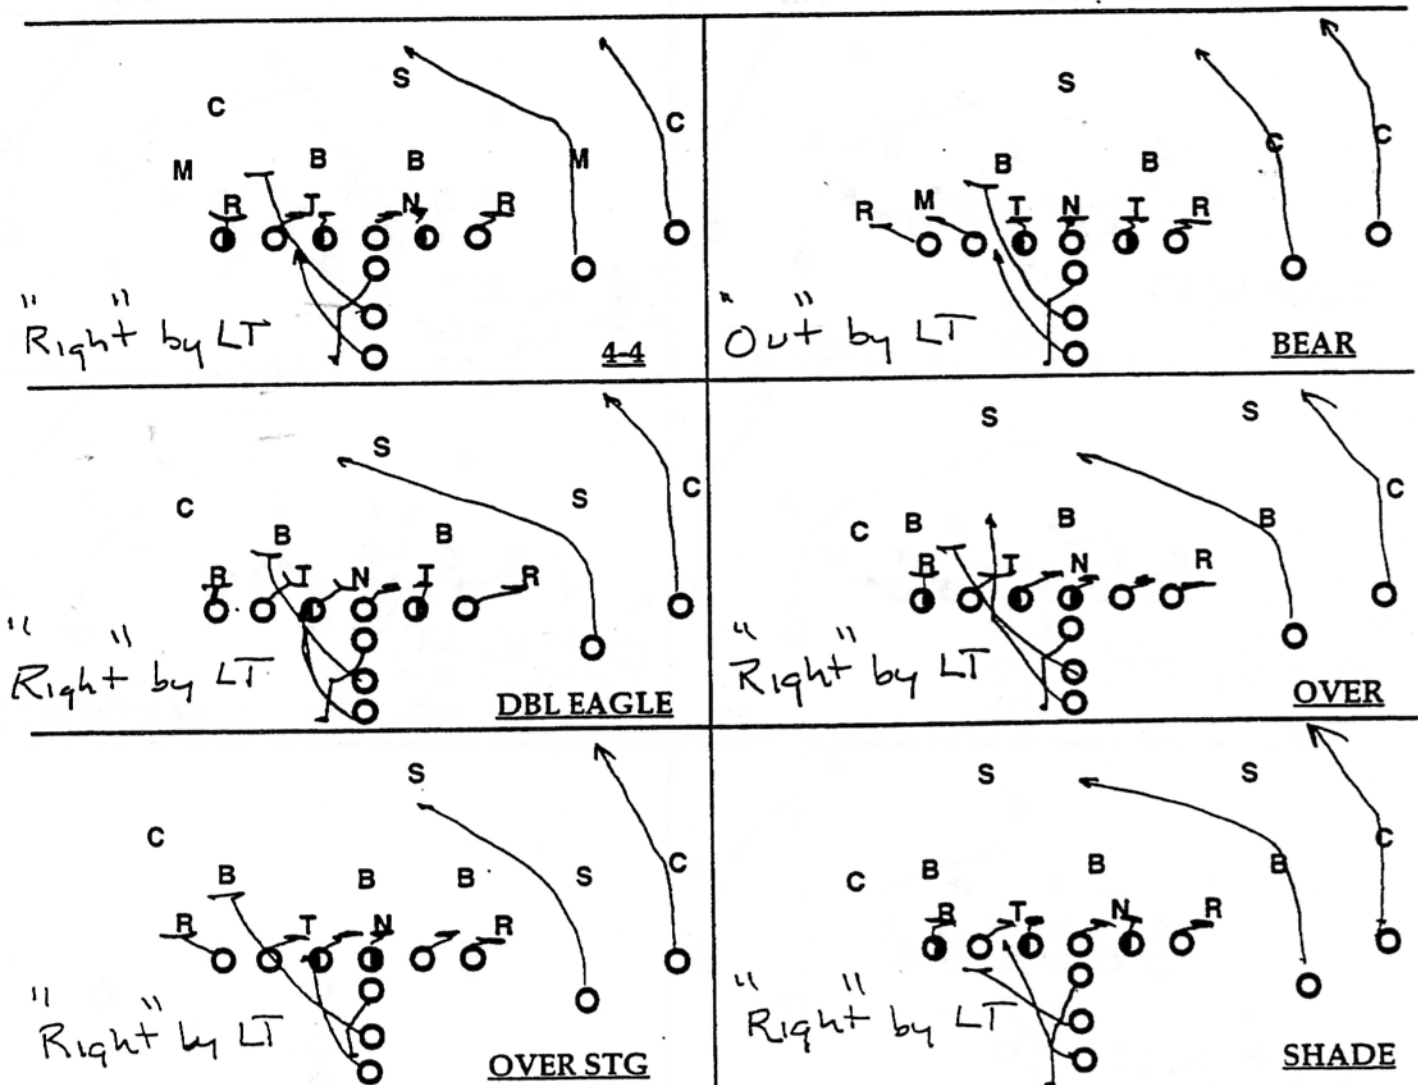 S
C C
M B B M
R T N R
"Right" by LT
4-4
S
C C
B B
R M T N T R
"Out" by LT
BEAR
S
C S C
B B
R T N T R
"Right" by LT
DBL EAGLE
S S
C
C B B B
R T N R
"Right" by LT
OVER
S
C
B B B S C
R T N R
"Right" by LT
OVER STG
S S
C
C B B B
R T N R
"Right" by LT
SHADE